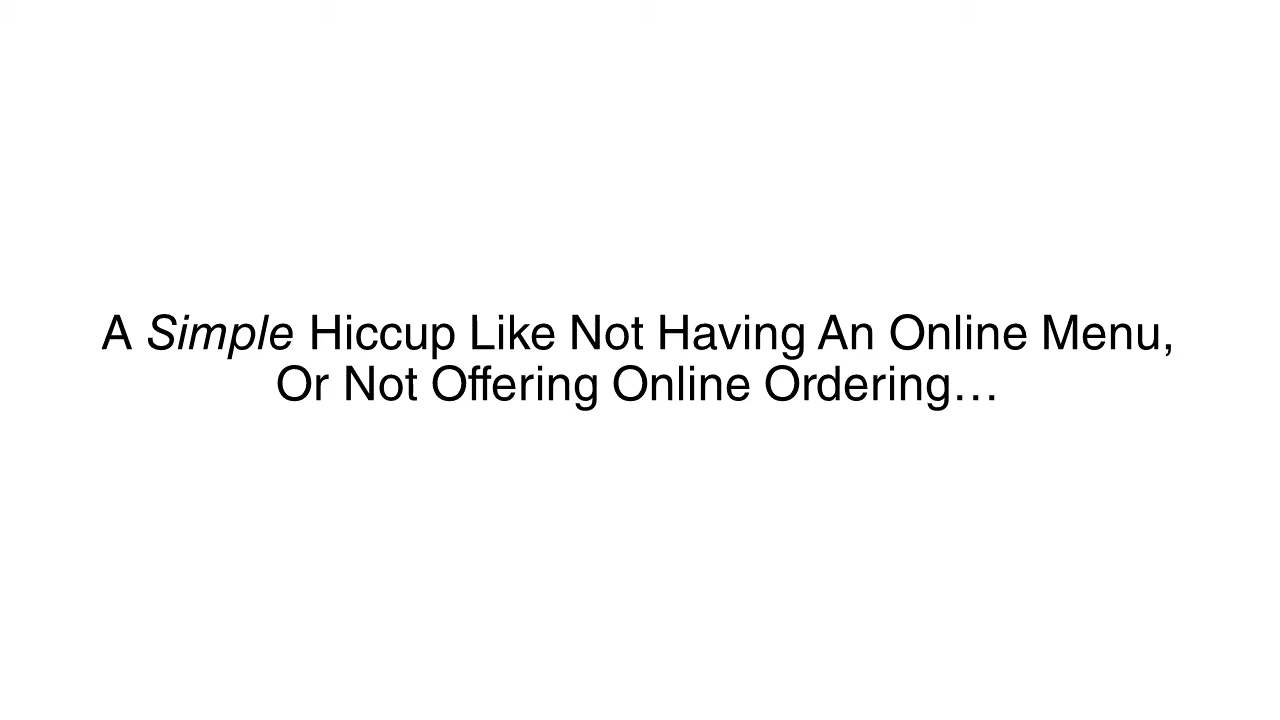 A Simple Hiccup Like Not Having An Online Menu,
Or Not Offering Online Ordering…